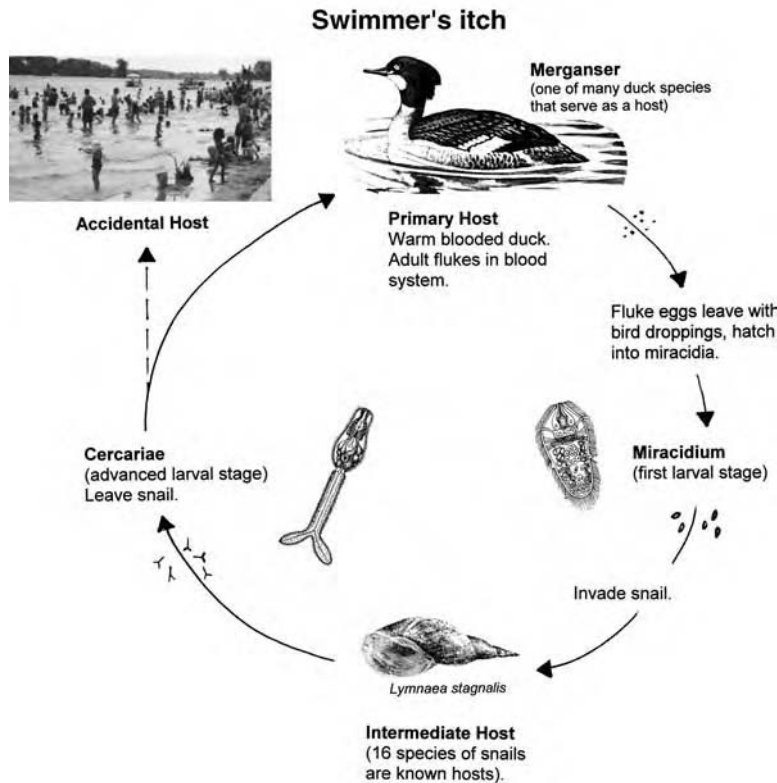 Swimmer's itch
Merganser
(one of many duck species
that serve as a host)
Accidental Host
Primary Host
Warm blooded duck.
Adult flukes in blood
system.
Fluke eggs leave with
bird droppings, hatch
into miracidia.
Miracidium
(first larval stage)
Invade snail.
Lymnaea stagnalis
Intermediate Host
(16 species of snails
are known hosts).
Cercariae
(advanced larval stage)
Leave snail.